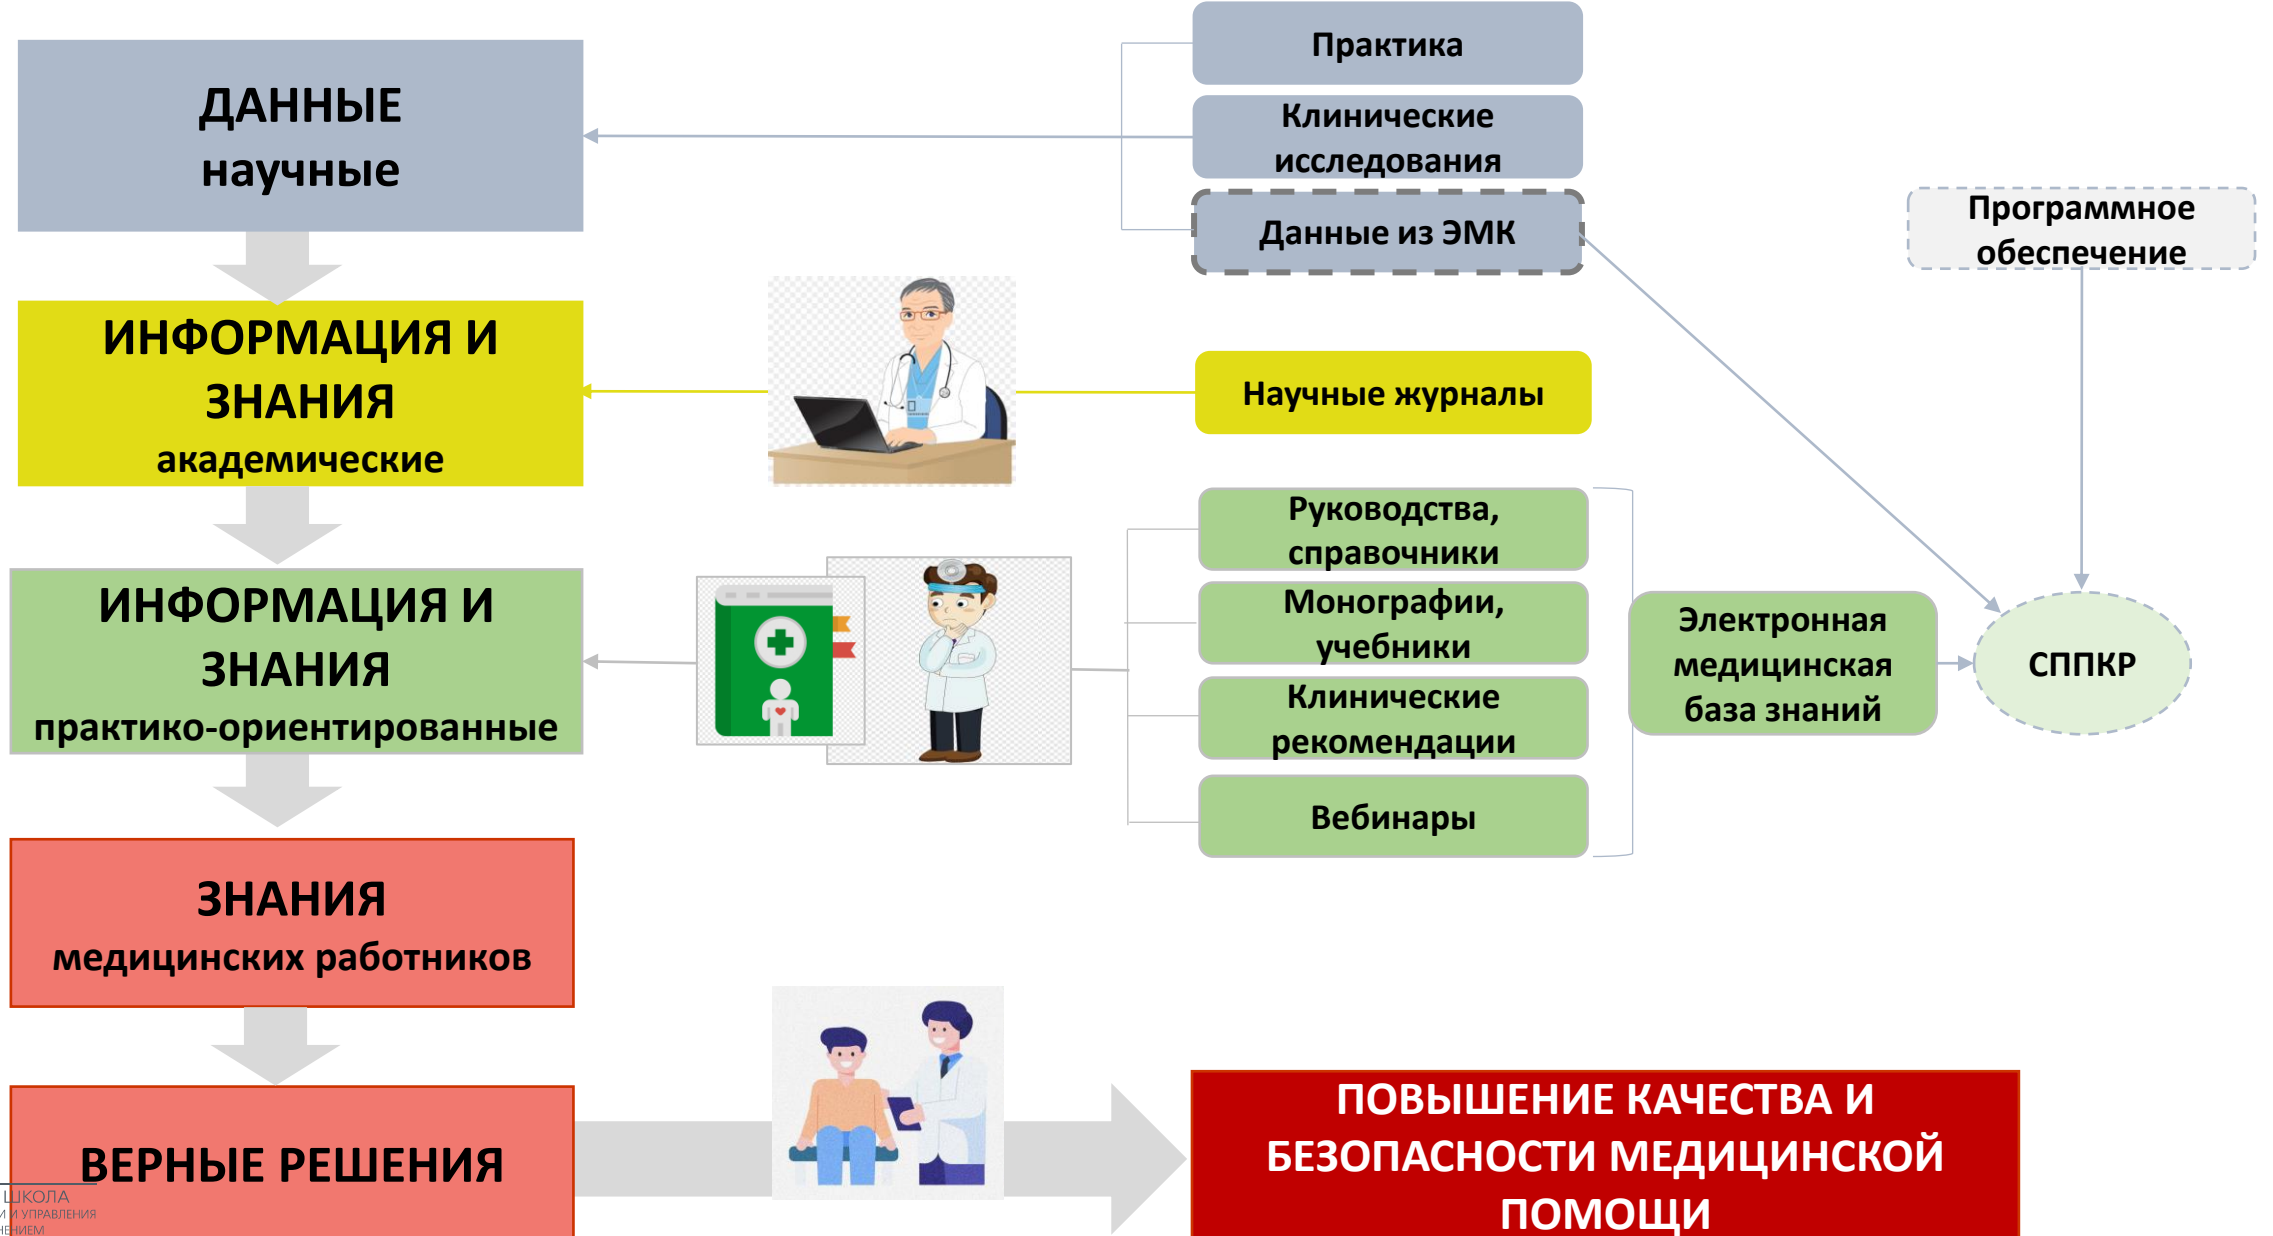 ДАННЫЕ
научные
ИНФОРМАЦИЯ И
ЗНАНИЯ
академические
ИНФОРМАЦИЯ И
ЗНАНИЯ
практико-ориентированные
ЗНАНИЯ
медицинских работников
ВЕРНЫЕ РЕШЕНИЯ
Практика
Клинические
исследования
Данные из ЭМК
Научные журналы
Руководства,
справочники
Монографии,
учебники
Клинические
рекомендации
Вебинары
Электронная
медицинская
база знаний
Программное
обеспечение
СППКР
ПОВЫШЕНИЕ КАЧЕСТВА И
БЕЗОПАСНОСТИ МЕДИЦИНСКОЙ
ПОМОЩИ
ШКОЛА
И УПРАВЛЕНИЯ